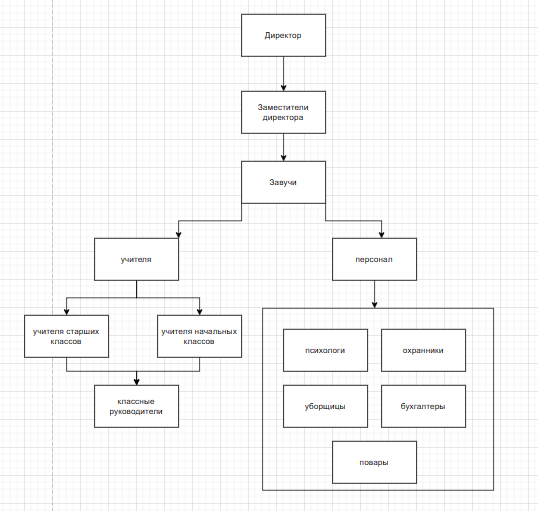 Директор
Заместители
директора
Завучи
учителя
персонал
учителя старших
классов
учителя начальных
классов
психологи
охранники
классные
руководители
уборщицы
бухгалтеры
повары